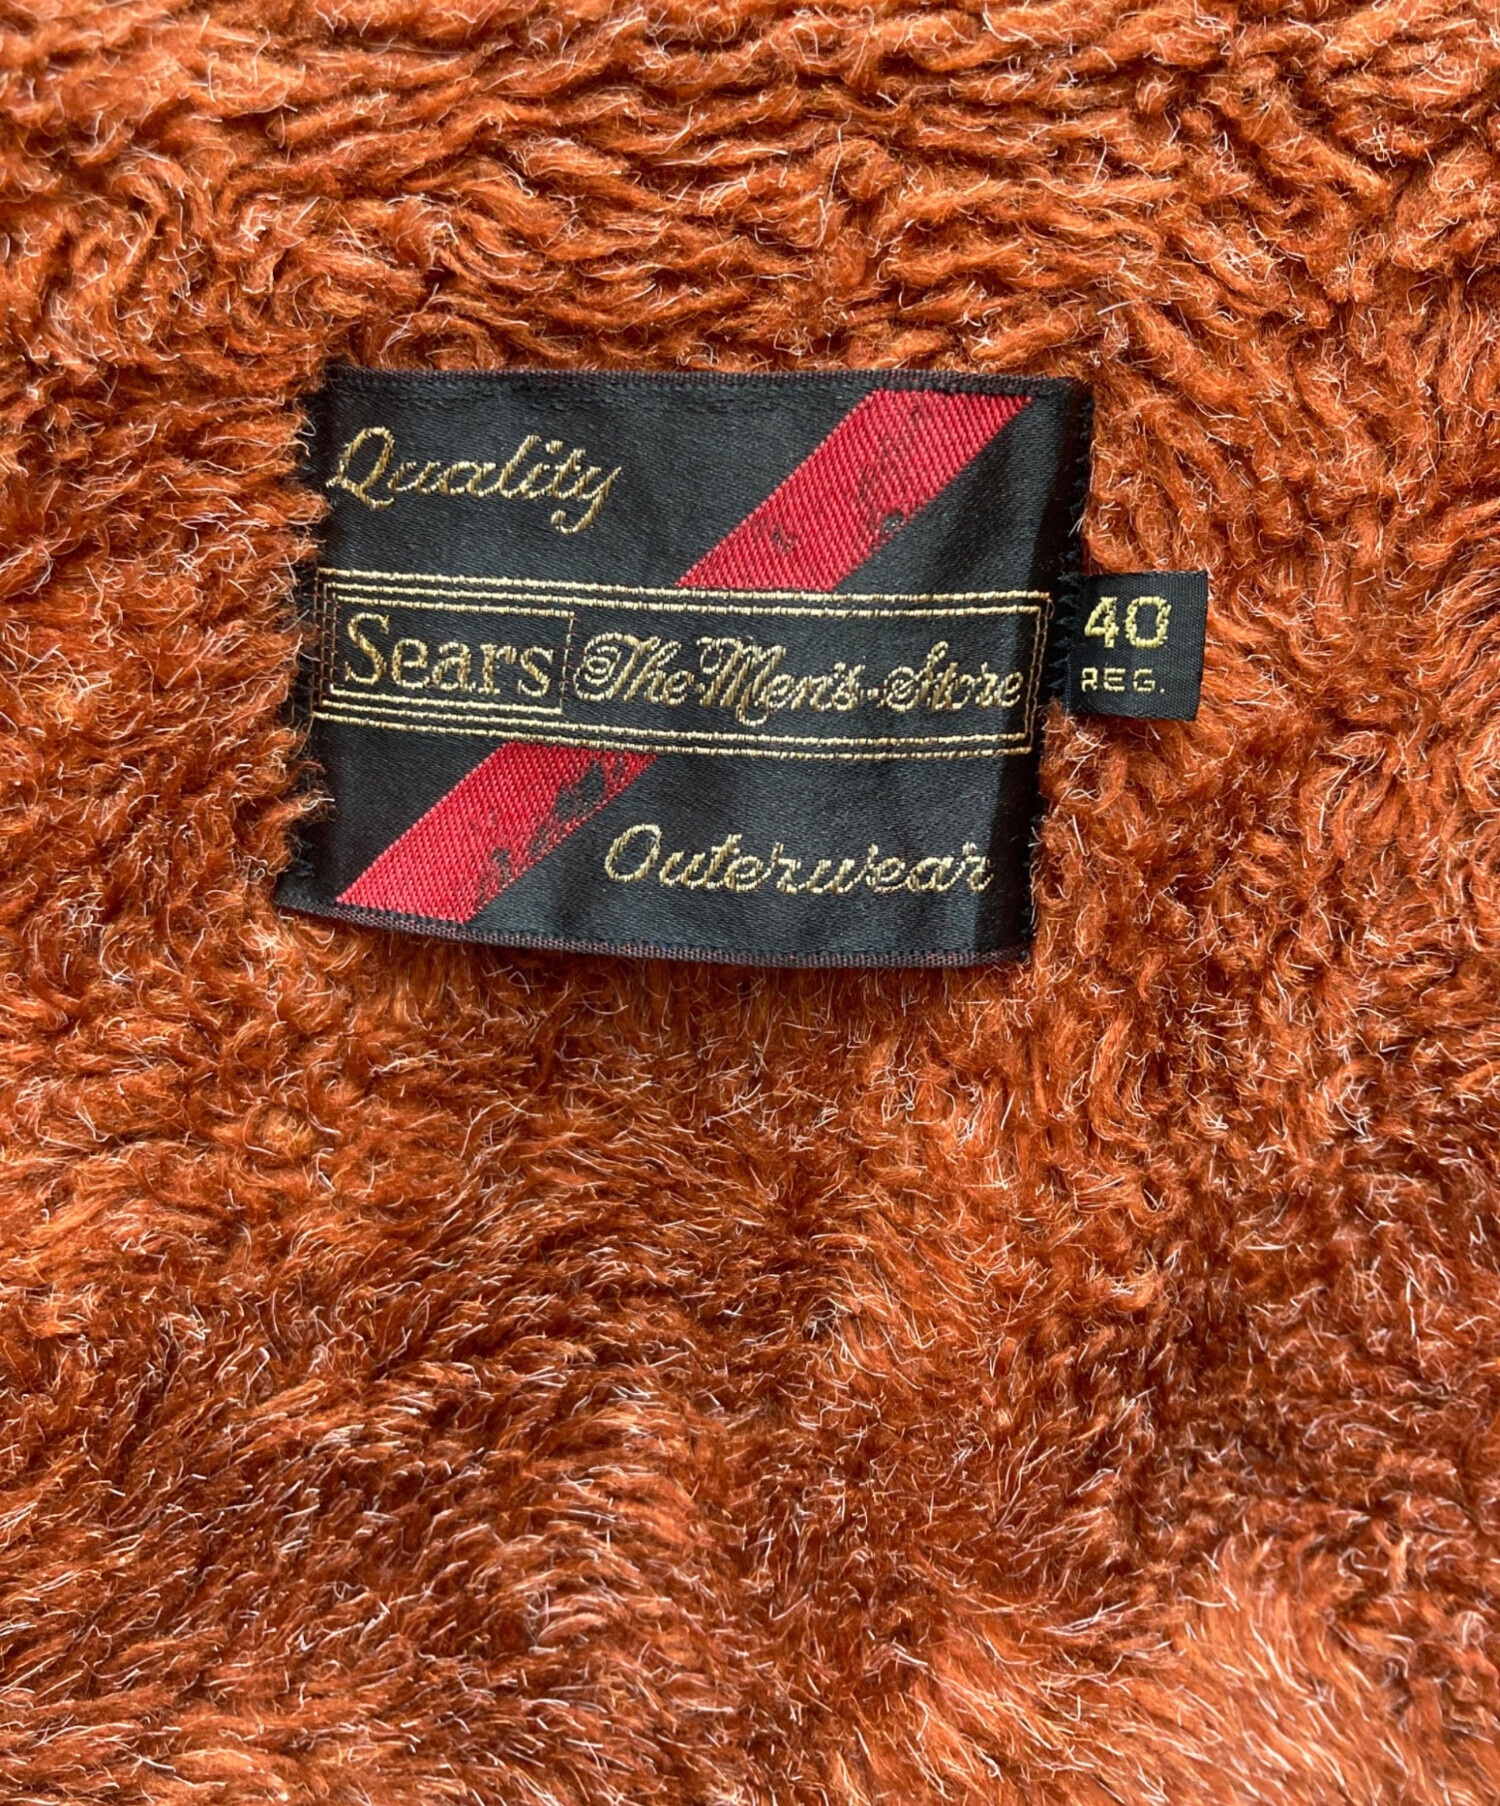 Quality
Sears The Men's Store
Outerwear
40
REG.